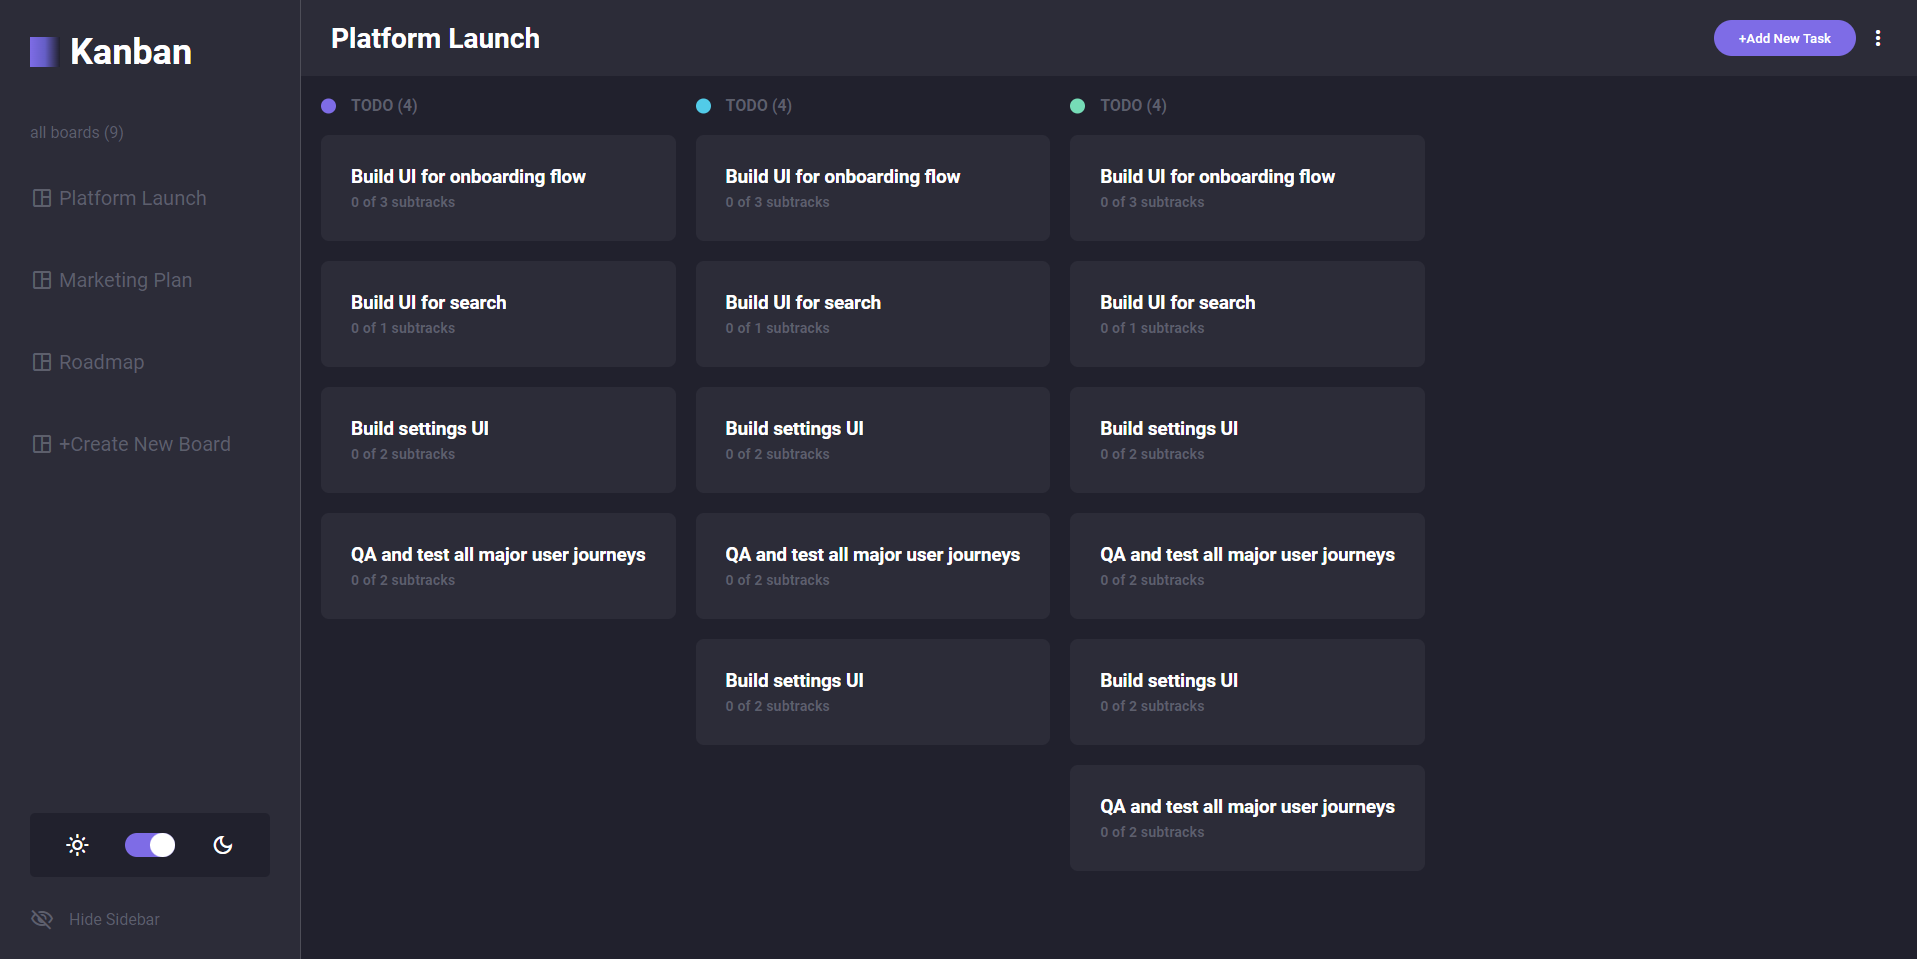 Kanban
all boards (9)
Platform Launch
Marketing Plan
Roadmap
+Create New Board
Hide Sidebar
Platform Launch
+Add New Task
TODO (4)
Build UI for onboarding flow
0 of 3 subtracks
Build UI for search
0 of 1 subtracks
Build settings UI
0 of 2 subtracks
QA and test all major user journeys
0 of 2 subtracks
TODO (4)
Build UI for onboarding flow
0 of 3 subtracks
Build UI for search
0 of 1 subtracks
Build settings UI
0 of 2 subtracks
QA and test all major user journeys
0 of 2 subtracks
Build settings UI
0 of 2 subtracks
TODO (4)
Build UI for onboarding flow
0 of 3 subtracks
Build UI for search
0 of 1 subtracks
Build settings UI
0 of 2 subtracks
QA and test all major user journeys
0 of 2 subtracks
Build settings UI
0 of 2 subtracks
QA and test all major user journeys
0 of 2 subtracks